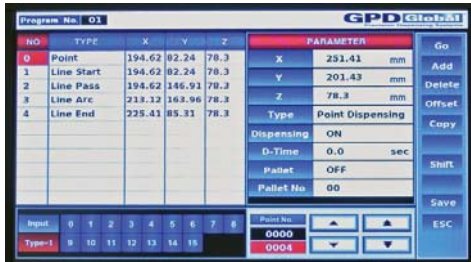 Program No. 01
GPD Global
NO TYPE X Y Z
0 Point 194.62 82.24 78.3
1 Line Start 194.62 82.24 78.3
2 Line Pass 194.62 146.91 78.3
3 Line Arc 213.12 163.96 78.3
4 Line End 225.41 85.31 78.3
PARAMETER
X 251.41 mm
Y 201.43 mm
Z 78.3 mm
Type Point Dispensing
Dispensing ON
D-Time 0.0 sec
Pallet OFF
Pallet No 00
Go
Add
Delete
Offset
Copy
Shift
Save
ESC
Input 0 1 2 3 4 5 6 7 8
Type-1 9 10 11 12 13 14 15
Point No.
0000
0004